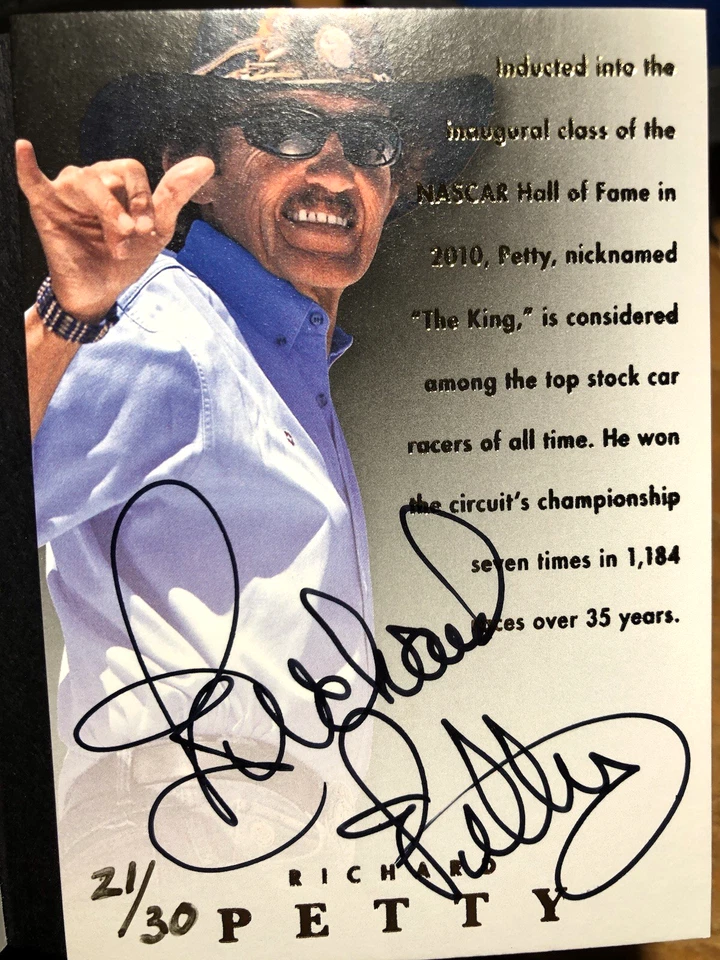 Inducted into the
inaugural class of the
NASCAR Hall of Fame in
2010, Petty, nicknamed
“The King,” is considered
among the top stock car
racers of all time. He won
the circuit's championship
seven times in 1,184
races over 35 years.
Richard
Petty
21/30
RICHARD
PETTY